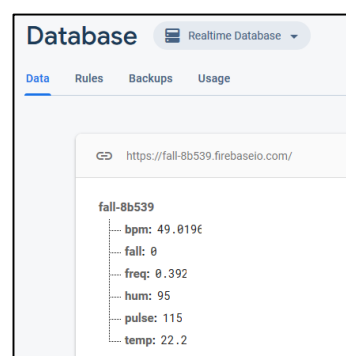 Database Realtime Database
Data Rules Backups Usage
https://fall-8b539.firebaseio.com/
fall-8b539
bpm: 49.0196
fall: 0
freq: 0.392
hum: 95
pulse: 115
temp: 22.2